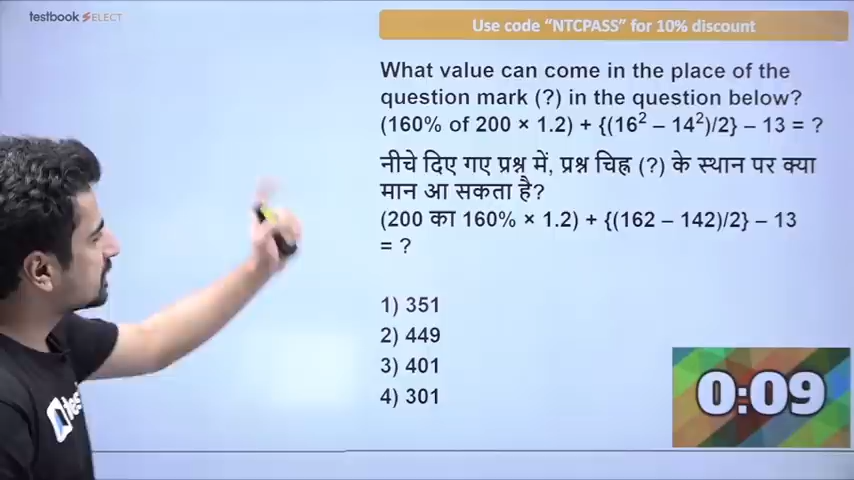 testbook SELECT
Use code “NTCPASS” for 10% discount
What value can come in the place of the
question mark (?) in the question below?
(160% of 200 × 1.2) + {(16² – 14²)/2} – 13 = ?
नीचे दिए गए प्रश्न में, प्रश्न चिह्न (?) के स्थान पर क्या
मान आ सकता है?
(200 का 160% × 1.2) + {(162 – 142)/2} – 13
= ?
1) 351
2) 449
3) 401
4) 301
0:09